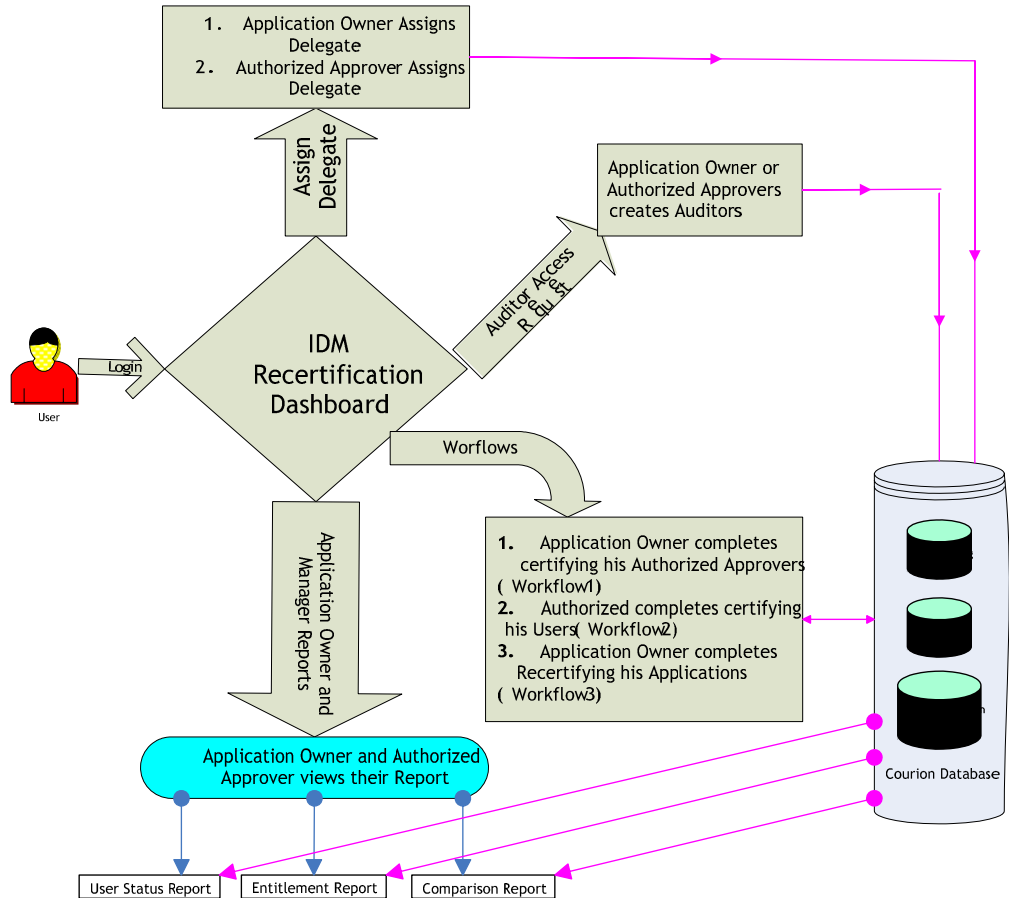 1. Application Owner Assigns
Delegate
2. Authorized Approver Assigns
Delegate
Assign
Delegate
Application Owner or
Authorized Approvers
creates Auditors
Auditor Access
Request
User
Login
IDM
Recertification
Dashboard
Worflows
Application Owner and
Manager Reports
1. Application Owner completes
certifying his Authorized Approvers
( Workflow1)
2. Authorized completes certifying
his Users( Workflow2)
3. Application Owner completes
Recertifying his Applications
( Workflow3)
Courion Database
Application Owner and Authorized
Approver views their Report
User Status Report
Entitlement Report
Comparison Report